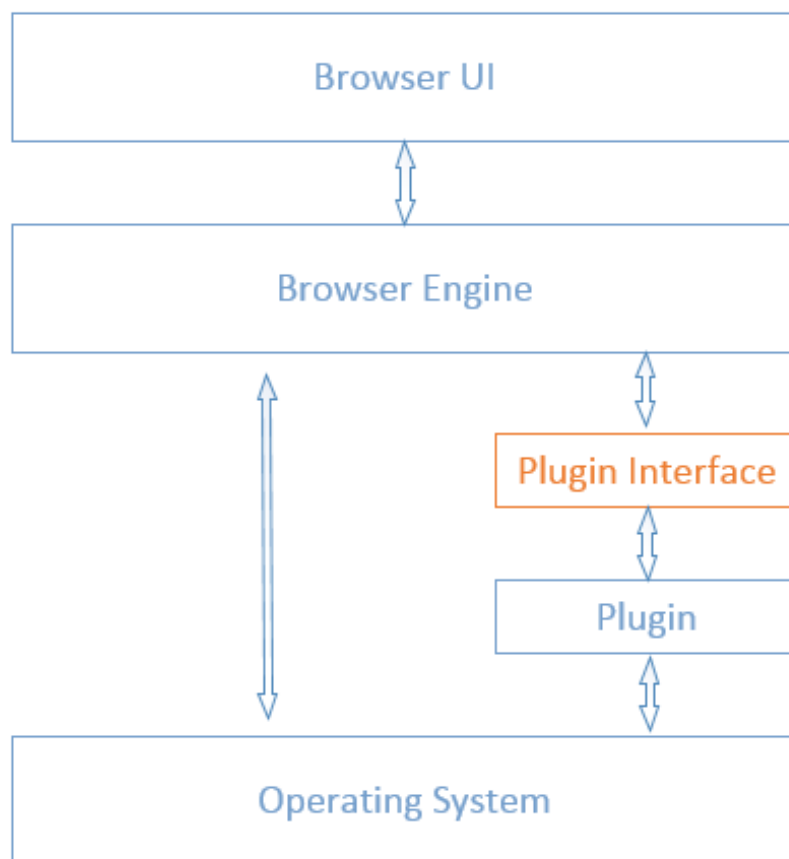 Browser UI
Browser Engine
Plugin Interface
Plugin
Operating System